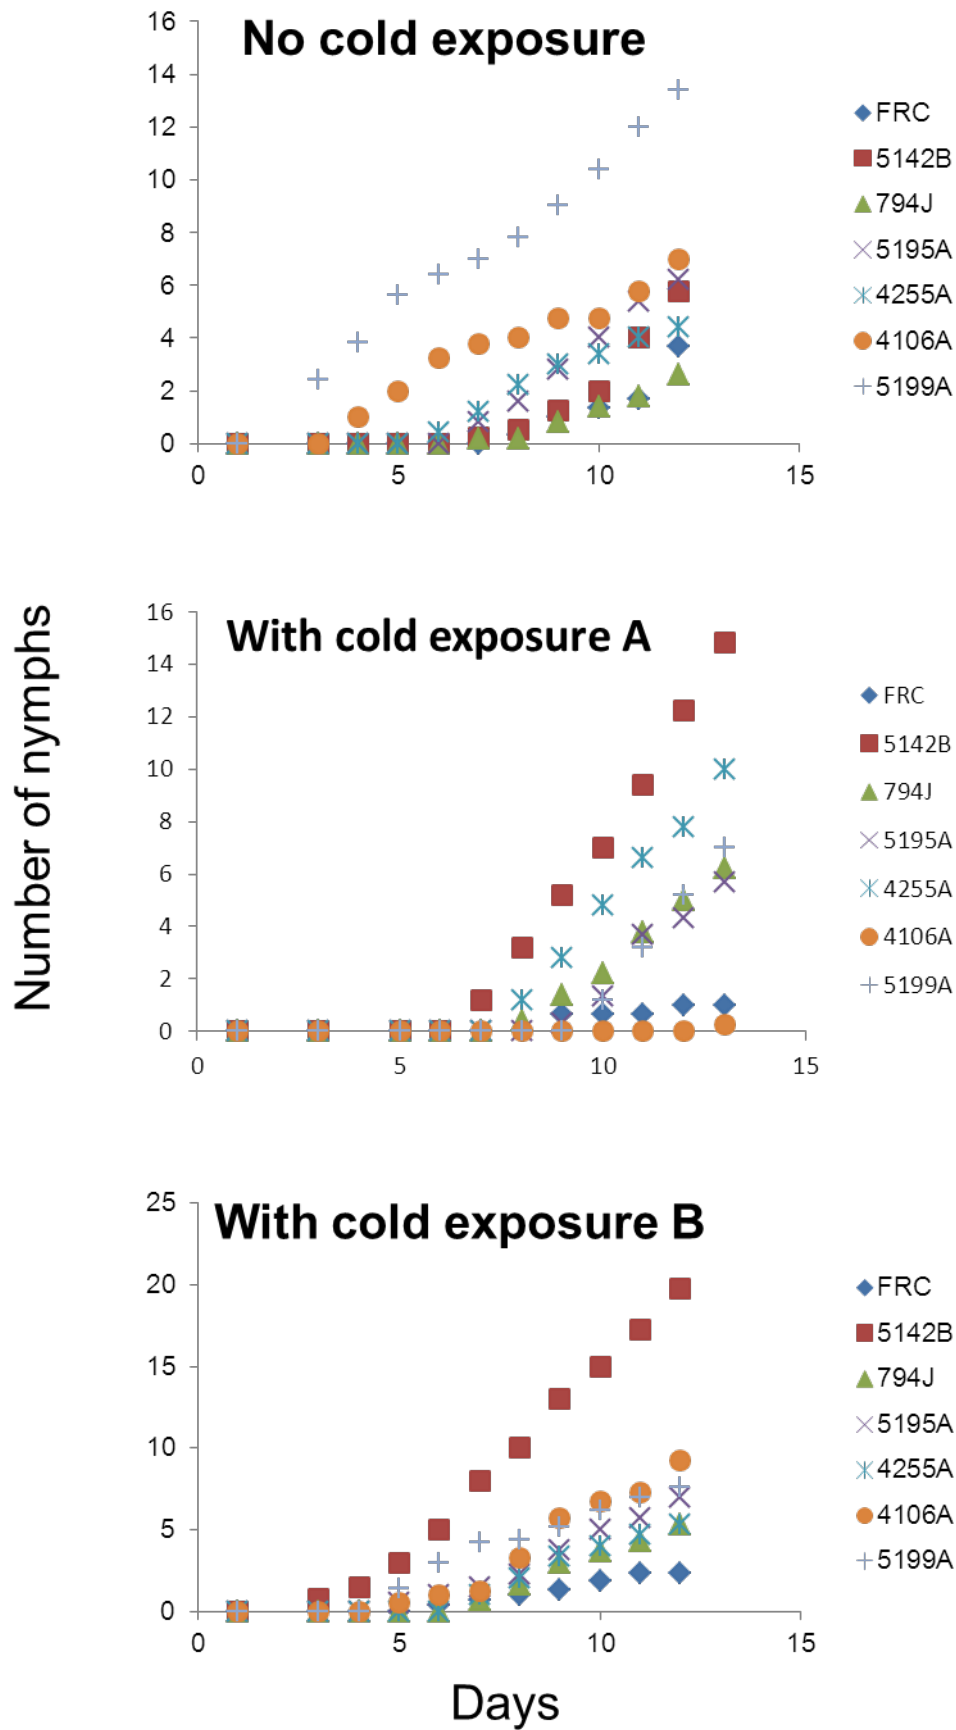 No cold exposure
16
14
12
10
8
6
4
2
0
0 5 10 15
FRC
5142B
794J
5195A
4255A
4106A
5199A
Number of nymphs
With cold exposure A
16
14
12
10
8
6
4
2
0
0 5 10 15
FRC
5142B
794J
5195A
4255A
4106A
5199A
With cold exposure B
25
20
15
10
5
0
0 5 10 15
FRC
5142B
794J
5195A
4255A
4106A
5199A
Days